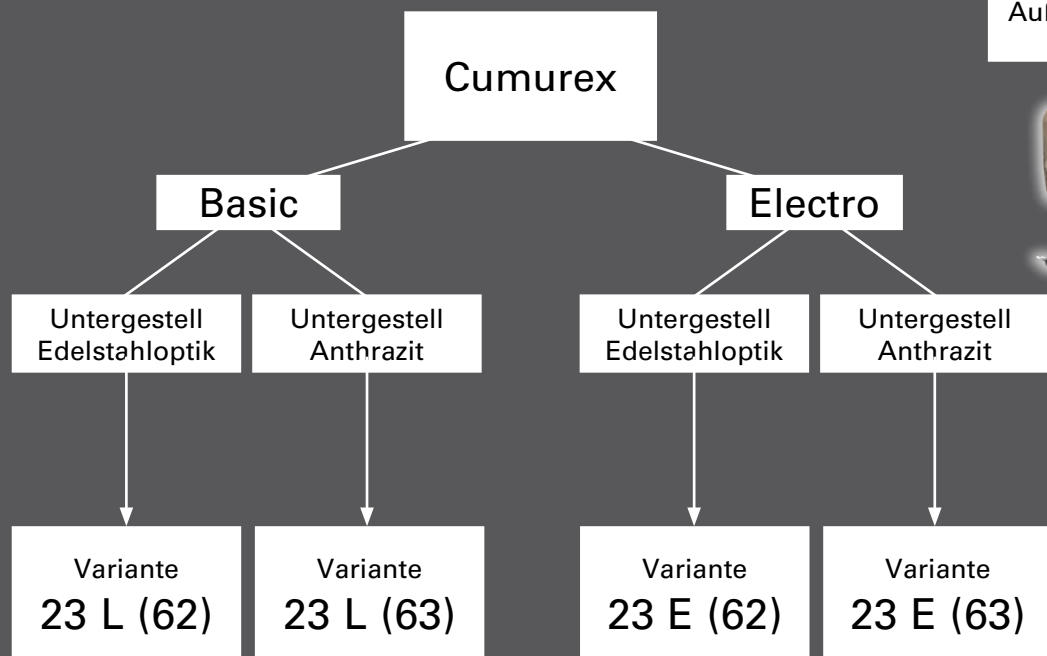 Cumurex
Basic
Electro
Untergestell
Edelstahloptik
Untergestell
Anthrazit
Untergestell
Edelstahloptik
Untergestell
Anthrazit
Variante
23 L (62)
Variante
23 L (63)
Variante
23 E (62)
Variante
23 E (63)